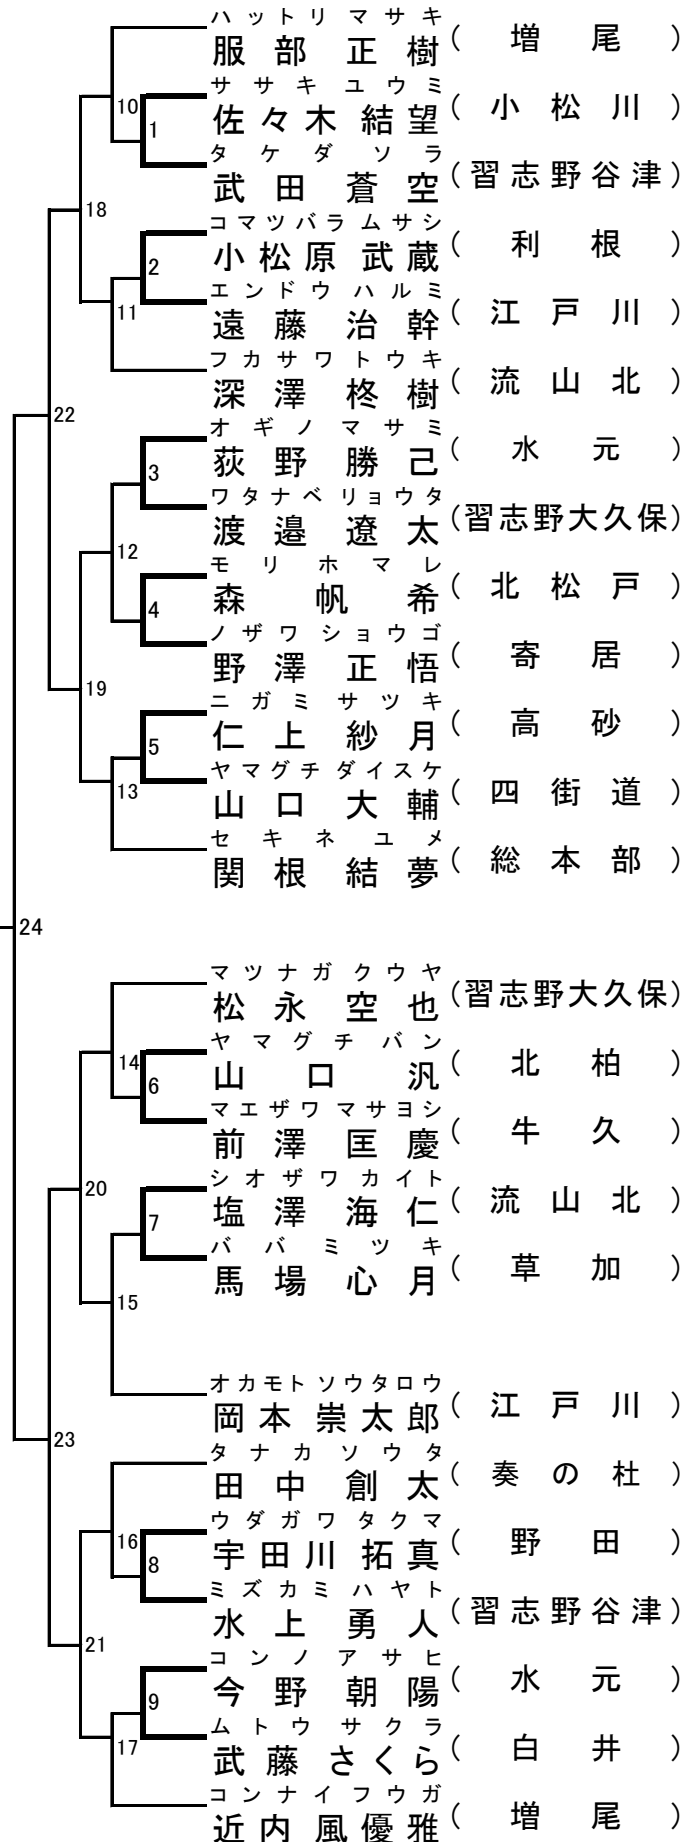 ハットリ マサキ
服部 正樹 (増尾)
10
ササキ ユウミ
佐々木 結望 (小松川)
1
タケダ ソラ
武田 蒼空 (習志野谷津)
18
コマツバラ ムサシ
小松原 武蔵 (利根)
2
エンドウ ハルミ
遠藤 治幹 (江戸川)
11
フカサワ トウキ
深澤 柊樹 (流山北)
22
オギノ マサミ
荻野 勝己 (水元)
3
ワタナベ リョウタ
渡邉 遼太 (習志野大久保)
12
モリ ホマレ
森 帆希 (北松戸)
4
ノザワ ショウゴ
野澤 正悟 (寄居)
19
ニガミ サツキ
仁上 紗月 (高砂)
5
ヤマグチ ダイスケ
山口 大輔 (四街道)
13
セキネ ユメ
関根 結夢 (総本部)
24
マツナガ クウヤ
松永 空也 (習志野大久保)
14
ヤマグチ バン
山口 汎 (北柏)
6
マエザワ マサヨシ
前澤 匡慶 (牛久)
20
シオザワ カイト
塩澤 海仁 (流山北)
7
ババ ミツキ
馬場 心月 (草加)
15
オカモト ソウタロウ
岡本 崇太郎 (江戸川)
23
タナカ ソウタ
田中 創太 (奏の杜)
16
ウダガワ タクマ
宇田川 拓真 (野田)
8
ミズカミ ハヤト
水上 勇人 (習志野谷津)
21
コンノ アサヒ
今野 朝陽 (水元)
9
ムトウ サクラ
武藤 さくら (白井)
17
コンナイ フウガ
近内 風優雅 (増尾)